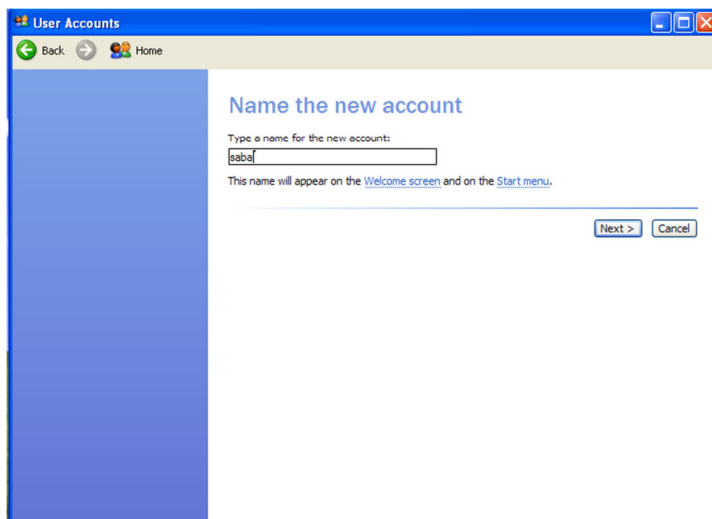 User Accounts
Back Home
Name the new account
Type a name for the new account:
saba
This name will appear on the Welcome screen and on the Start menu.
Next > Cancel